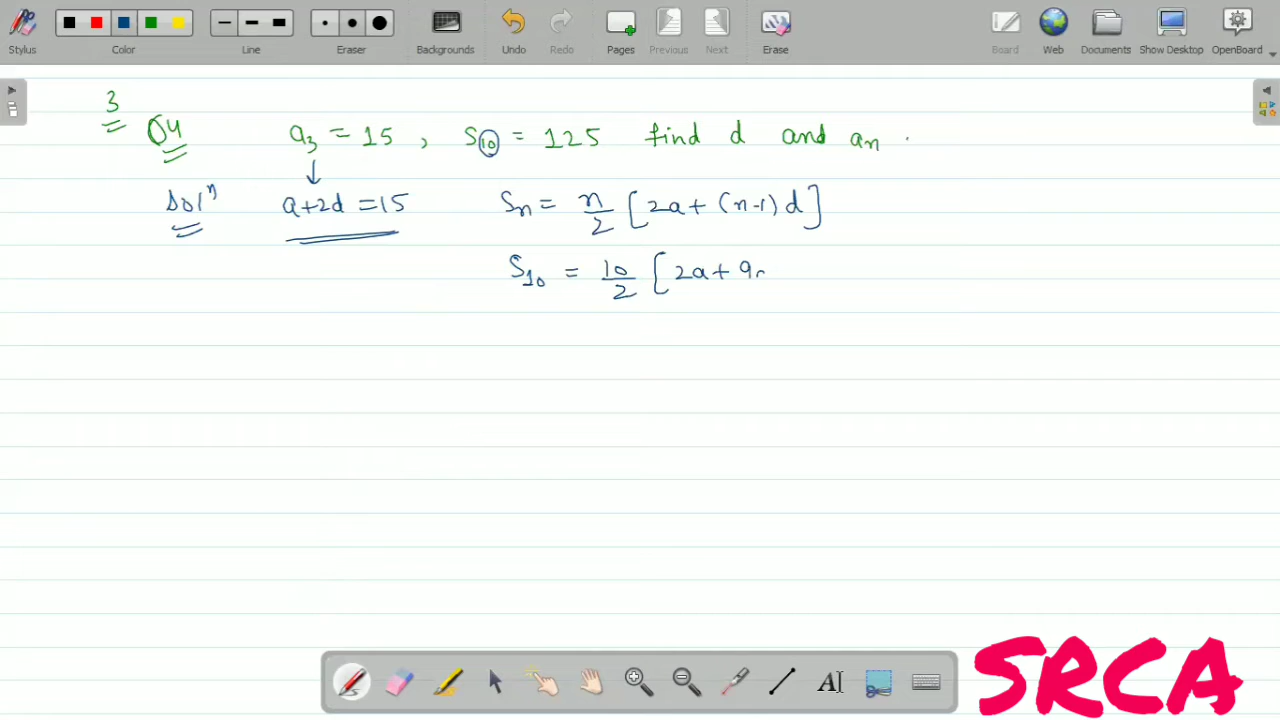 Stylus
Color
Line
Eraser
Backgrounds
Undo
Redo
Pages
Previous
Next
Erase
Board
Web
Documents
Show Desktop
OpenBoard
3
Q4 a₃ = 15 , S₁₀ = 125 find d and aₙ .
Solⁿ a+2d = 15 Sₙ = n/2 [2a + (n-1) d]
S₁₀ = 10/2 [2a + 9
SRCA